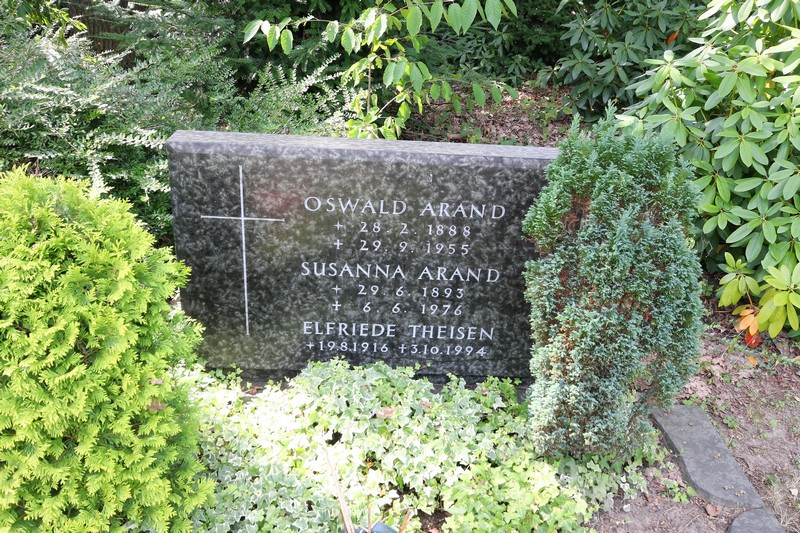 OSWALD ARAND
+ 28. 2. 1888
+ 29. 9. 1955
SUSANNA ARAND
+ 29. 6. 1893
+ 6. 6. 1976
ELFRIEDE THEISEN
+19.8.1916 +3.10.1994